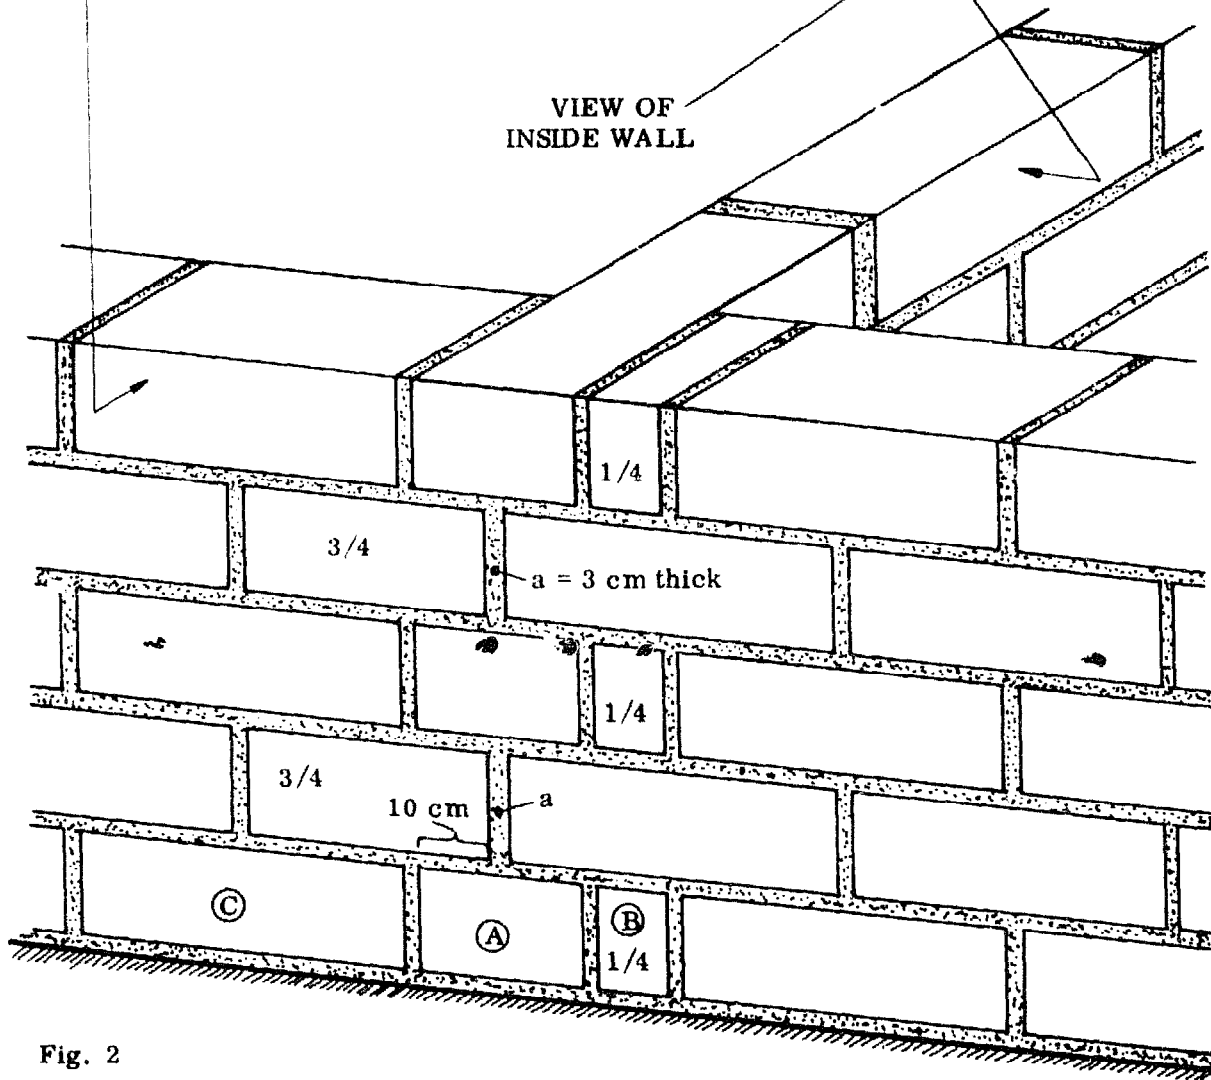 VIEW OF
INSIDE WALL
1/4
3/4
a = 3 cm thick
1/4
3/4
10 cm
a
C
A
B
1/4
Fig. 2